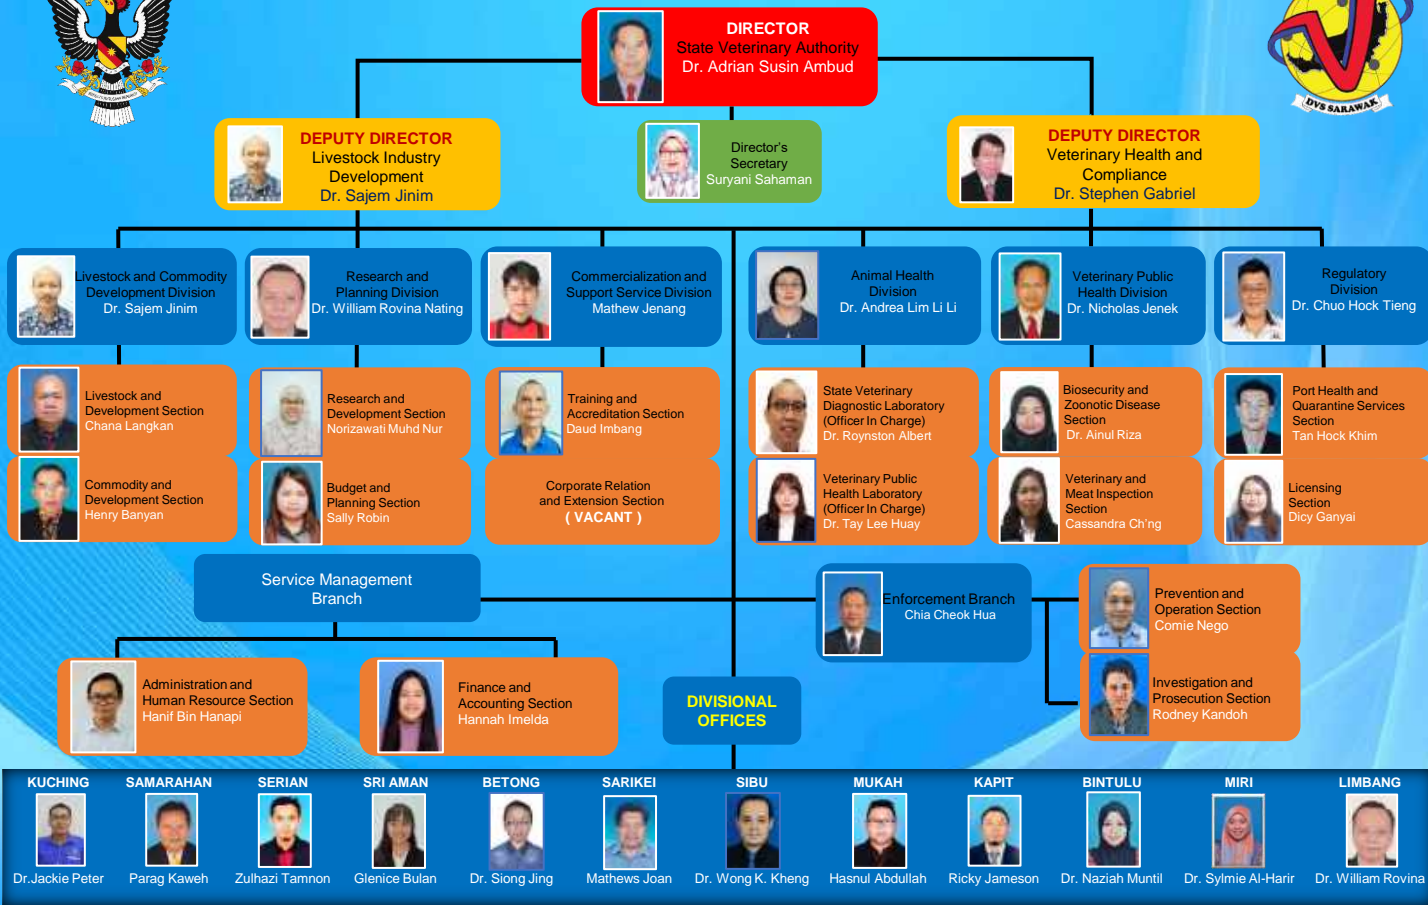 DIRECTOR
State Veterinary Authority
Dr. Adrian Susin Ambud
DVS SARAWAK
DEPUTY DIRECTOR
Livestock Industry
Development
Dr. Sajem Jinim
Director's
Secretary
Suryani Sahaman
DEPUTY DIRECTOR
Veterinary Health and
Compliance
Dr. Stephen Gabriel
Livestock and Commodity
Development Division
Dr. Sajem Jinim
Research and
Planning Division
Dr. William Rovina Nating
Commercialization and
Support Service Division
Mathew Jenang
Animal Health
Division
Dr. Andrea Lim Li Li
Veterinary Public
Health Division
Dr. Nicholas Jenek
Regulatory
Division
Dr. Chuo Hock Tieng
Livestock and
Development Section
Chana Langkan
Research and
Development Section
Norizawati Muhd Nur
Training and
Accreditation Section
Daud Imbang
State Veterinary
Diagnostic Laboratory
(Officer In Charge)
Dr. Roynston Albert
Biosecurity and
Zoonotic Disease
Section
Dr. Ainul Riza
Port Health and
Quarantine Services
Section
Tan Hock Khim
Commodity and
Development Section
Henry Banyan
Budget and
Planning Section
Sally Robin
Corporate Relation
and Extension Section
( VACANT )
Veterinary Public
Health Laboratory
(Officer In Charge)
Dr. Tay Lee Huay
Veterinary and
Meat Inspection
Section
Cassandra Ch'ng
Licensing
Section
Dicy Ganyai
Service Management
Branch
Enforcement Branch
Chia Cheok Hua
Prevention and
Operation Section
Comie Nego
Administration and
Human Resource Section
Hanif Bin Hanapi
Finance and
Accounting Section
Hannah Imelda
Investigation and
Prosecution Section
Rodney Kandoh
DIVISIONAL
OFFICES
KUCHING
Dr.Jackie Peter
SAMARAHAN
Parag Kaweh
SERIAN
Zulhazi Tamnon
SRI AMAN
Glenice Bulan
BETONG
Dr. Siong Jing
SARIKEI
Mathews Joan
SIBU
Dr. Wong K. Kheng
MUKAH
Hasnul Abdullah
KAPIT
Ricky Jameson
BINTULU
Dr. Naziah Muntil
MIRI
Dr. Sylmie Al-Harir
LIMBANG
Dr. William Rovina